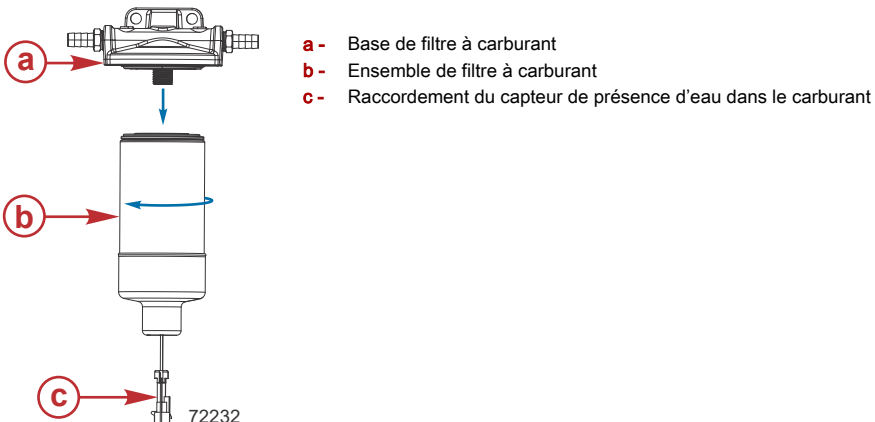 a
b
c
72232
a - Base de filtre à carburant
b - Ensemble de filtre à carburant
c - Raccordement du capteur de présence d'eau dans le carburant